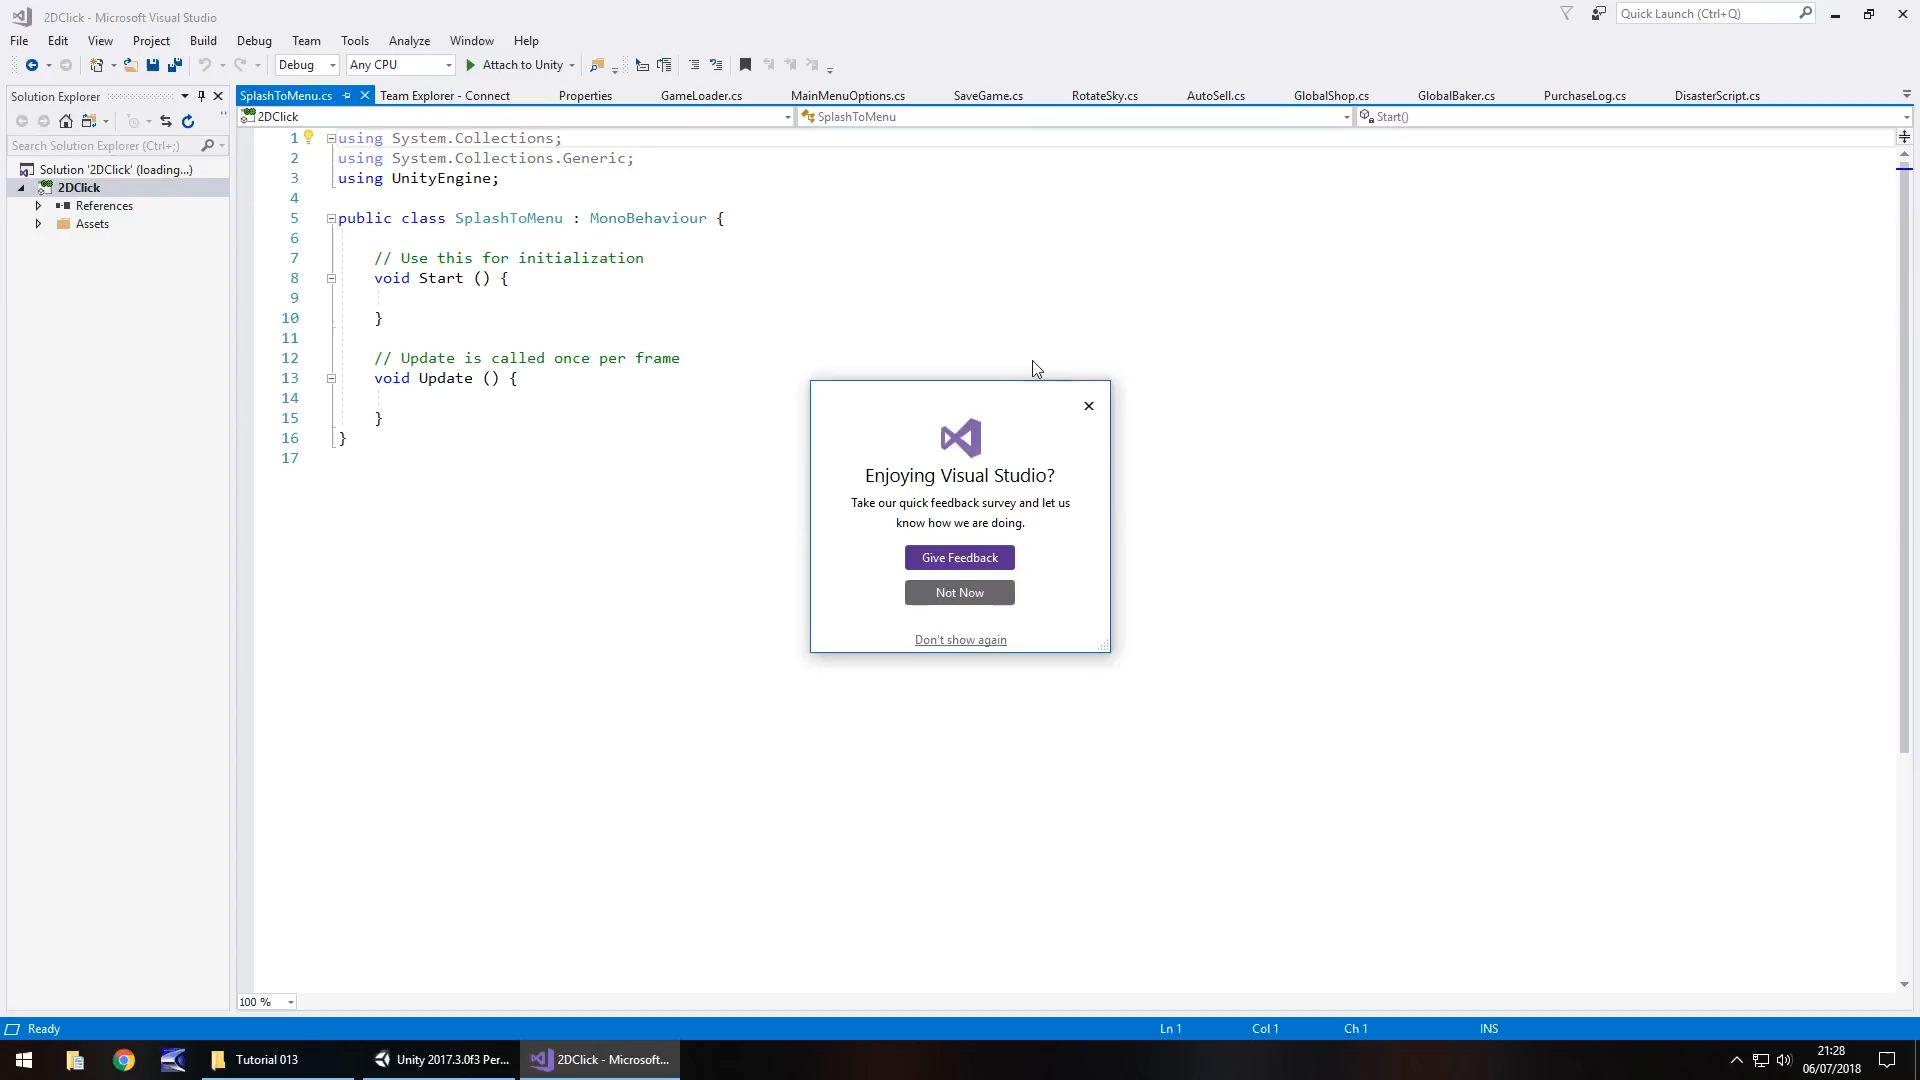 2DClick - Microsoft Visual Studio
Quick Launch (Ctrl+Q)
File Edit View Project Build Debug Team Tools Analyze Window Help
Debug Any CPU Attach to Unity
Solution Explorer
SplashToMenu.cs Team Explorer - Connect Properties GameLoader.cs MainMenuOptions.cs SaveGame.cs RotateSky.cs AutoSell.cs GlobalShop.cs GlobalBaker.cs PurchaseLog.cs DisasterScript.cs
2DClick SplashToMenu Start()
Search Solution Explorer (Ctrl+;)
Solution '2DClick' (loading...)
2DClick
References
Assets
1 using System.Collections;
2 using System.Collections.Generic;
3 using UnityEngine;
4
5 public class SplashToMenu : MonoBehaviour {
6
7 // Use this for initialization
8 void Start () {
9
10 }
11
12 // Update is called once per frame
13 void Update () {
14
15 }
16 }
17
Enjoying Visual Studio?
Take our quick feedback survey and let us
know how we are doing.
Give Feedback
Not Now
Don't show again
100 %
Ready Ln 1 Col 1 Ch 1 INS
Tutorial 013 Unity 2017.3.0f3 Per... 2DClick - Microsoft...
21:28
06/07/2018